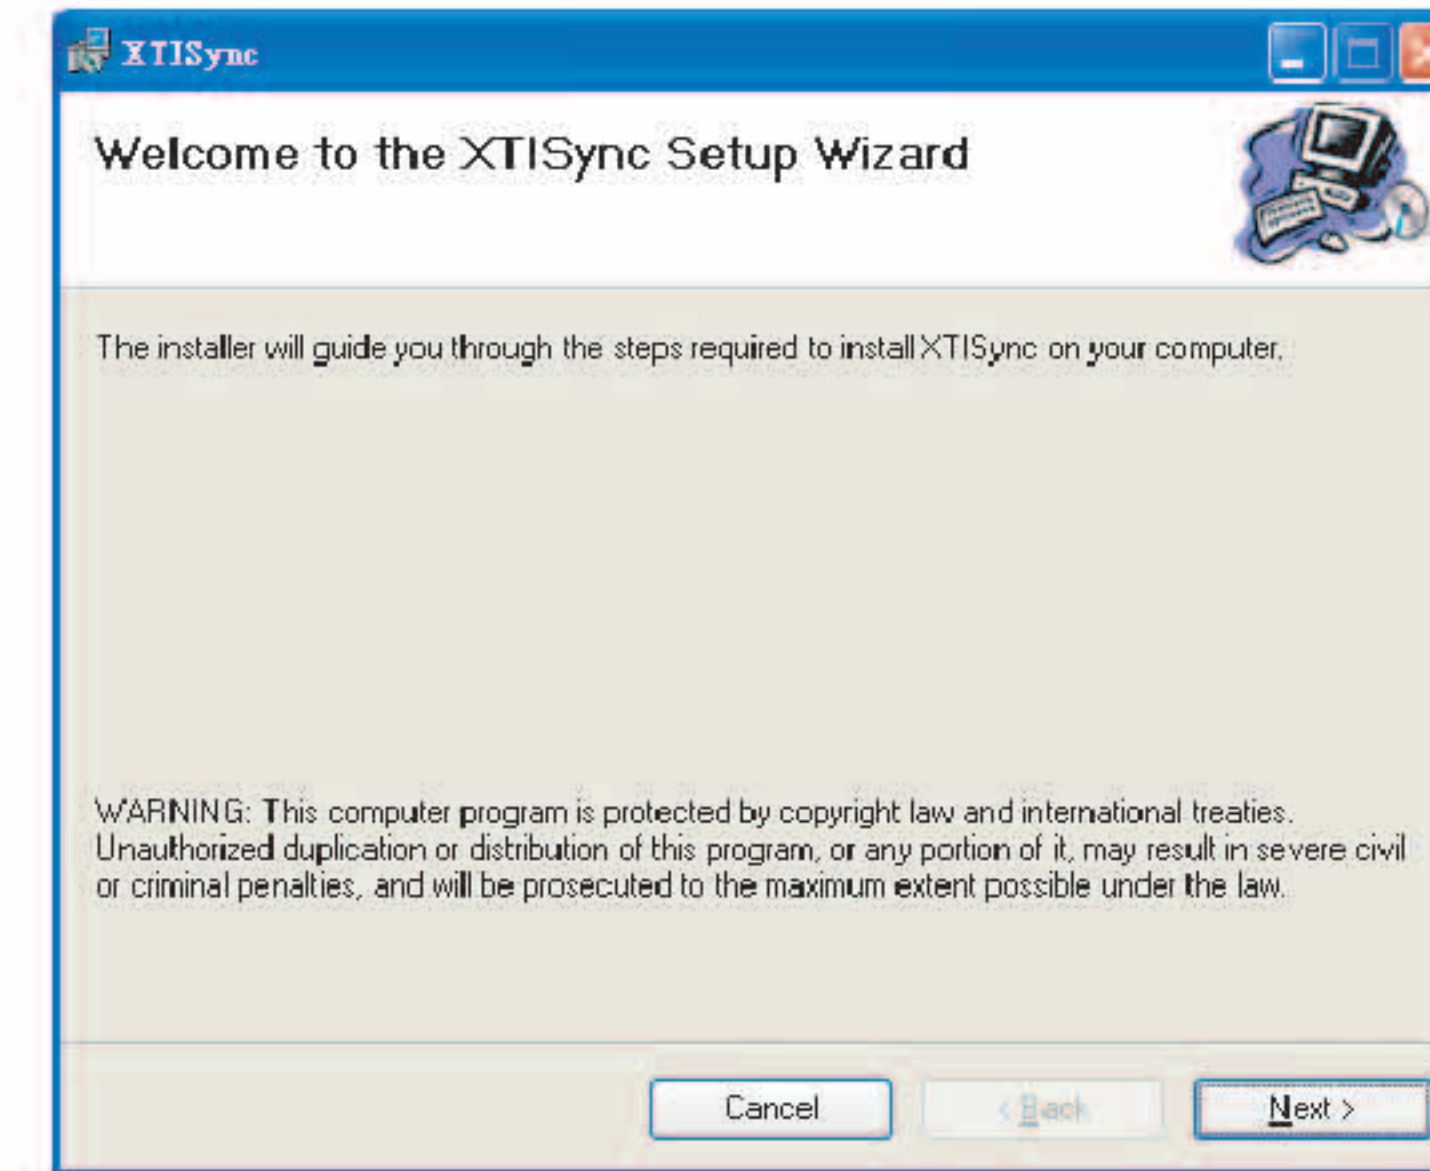 XTISync
Welcome to the XTISync Setup Wizard
The installer will guide you through the steps required to install XTISync on your computer.
WARNING: This computer program is protected by copyright law and international treaties.
Unauthorized duplication or distribution of this program, or any portion of it, may result in severe civil
or criminal penalties, and will be prosecuted to the maximum extent possible under the law.
Cancel
< Back
Next >